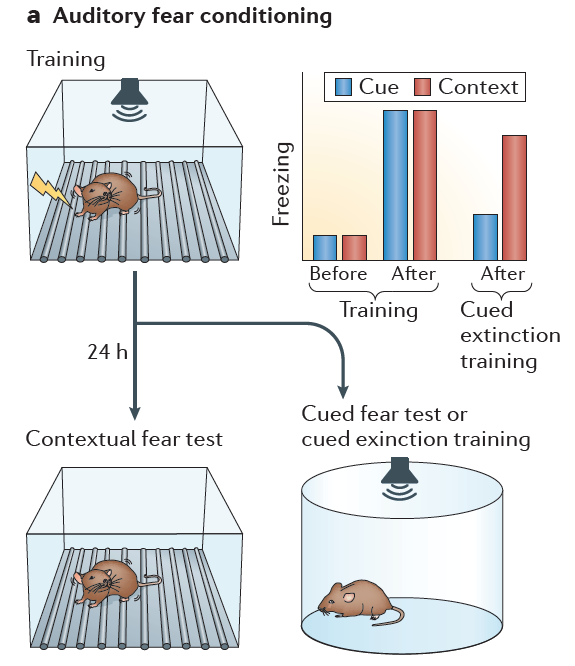 a Auditory fear conditioning
Training
Cue Context
Freezing
Before After After
Training
Cued
extinction
training
24 h
Contextual fear test
Cued fear test or
cued exinction training